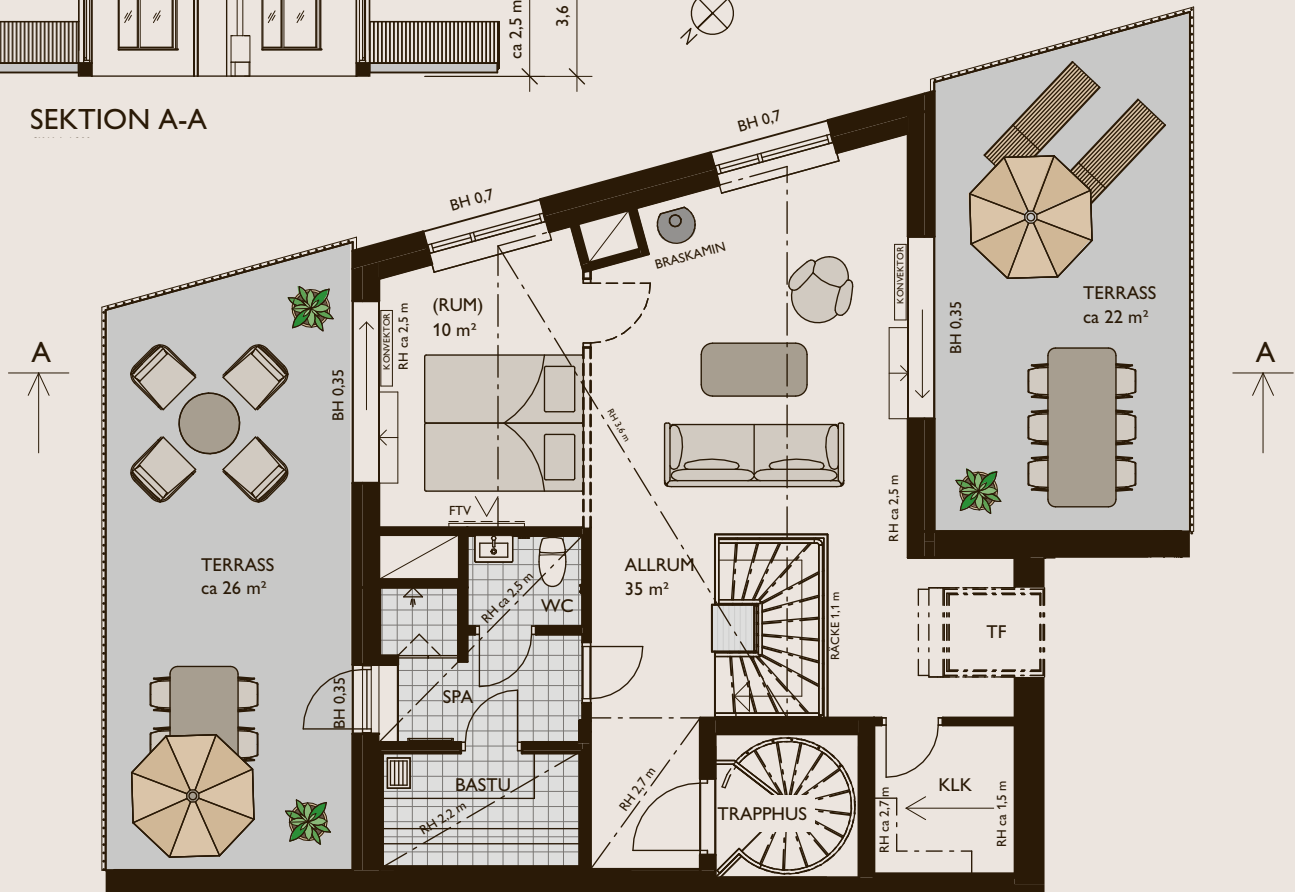 ca 2,5 m
3,6
N
SEKTION A-A
BH 0,7
BH 0,7
BRASKAMIN
KONVEKTOR
TERRASS
ca 22 m²
(RUM)
10 m²
RH ca 2,5 m
KONVEKTOR
BH 0,35
BH 0,35
A
A
RH 3,6 m
RH ca 2,5 m
FTV
TERRASS
ca 26 m²
RH ca 2,5 m
WC
ALLRUM
35 m²
RÄCKE 1,1 m
TF
BH 0,35
SPA
BASTU
RH 2,2 m
RH 2,7 m
TRAPPHUS
KLK
RH ca 2,7 m
RH ca 1,5 m